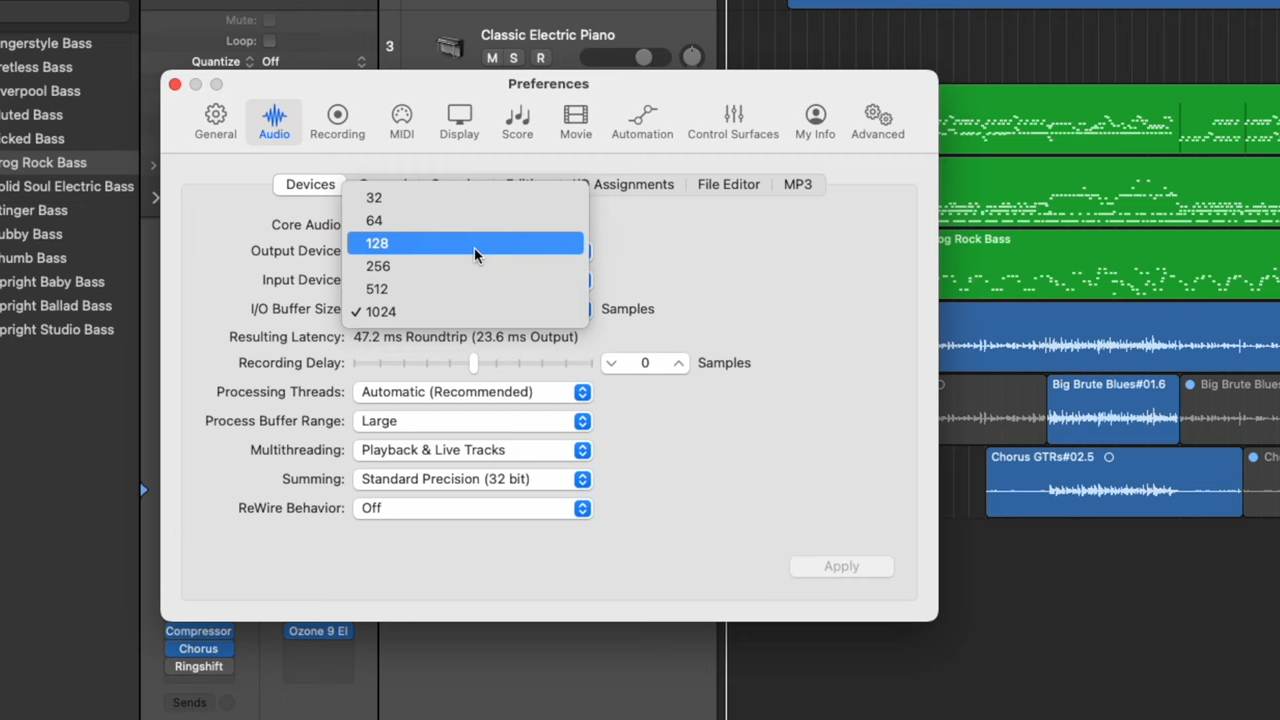 Mute:
Loop:
Quantize Off
3
Classic Electric Piano
M S R
ngerstyle Bass
retless Bass
verpool Bass
uted Bass
icked Bass
rog Rock Bass
olid Soul Electric Bass
tinger Bass
ubby Bass
humb Bass
pright Baby Bass
pright Ballad Bass
pright Studio Bass
Preferences
General Audio Recording MIDI Display Score Movie Automation Control Surfaces My Info Advanced
Devices Assignments File Editor MP3
Core Audio
Output Device
Input Device
I/O Buffer Size Samples
32
64
128
256
512
✓ 1024
Resulting Latency: 47.2 ms Roundtrip (23.6 ms Output)
Recording Delay: 0 Samples
Processing Threads: Automatic (Recommended)
Process Buffer Range: Large
Multithreading: Playback & Live Tracks
Summing: Standard Precision (32 bit)
ReWire Behavior: Off
Apply
og Rock Bass
Big Brute Blues#01.6
Big Brute Blues
Chorus GTRs#02.5
Ch
Compressor
Chorus
Ringshift
Ozone 9 El
Sends